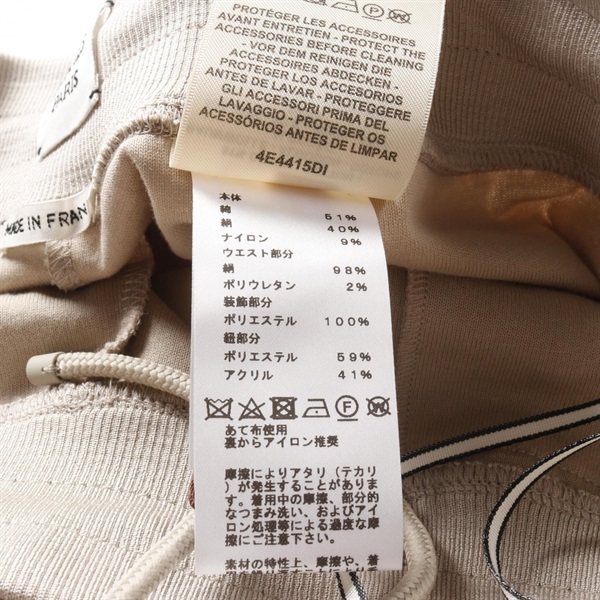 PARIS
MADE IN FRAN
PROTÉGER LES ACCESSOIRES
AVANT ENTRETIEN - PROTECT THE
ACCESSORIES BEFORE CLEANING
- VOR DEM REINIGEN DIE
ACCESSOIRES ABDECKEN -
PROTEGER LOS ACCESORIOS
ANTES DE LAVAR - PROTEGGERE
GLI ACCESSORI PRIMA DEL
LAVAGGIO - PROTEGER OS
ACESSÓRIOS ANTES DE LIMPAR
4E4415DI
本体
綿 51%
絹 40%
ナイロン 9%
ウエスト部分
絹 98%
ポリウレタン 2%
装飾部分
ポリエステル 100%
紐部分
ポリエステル 59%
アクリル 41%
あて布使用
裏からアイロン推奨
摩擦によりアタリ(テカリ
)が発生することがありま
す。着用中の摩擦、部分的
なつまみ洗い、およびアイ
ロン処理等による過度な摩
擦にご注意下さい。
素材の特性上、摩擦や、着